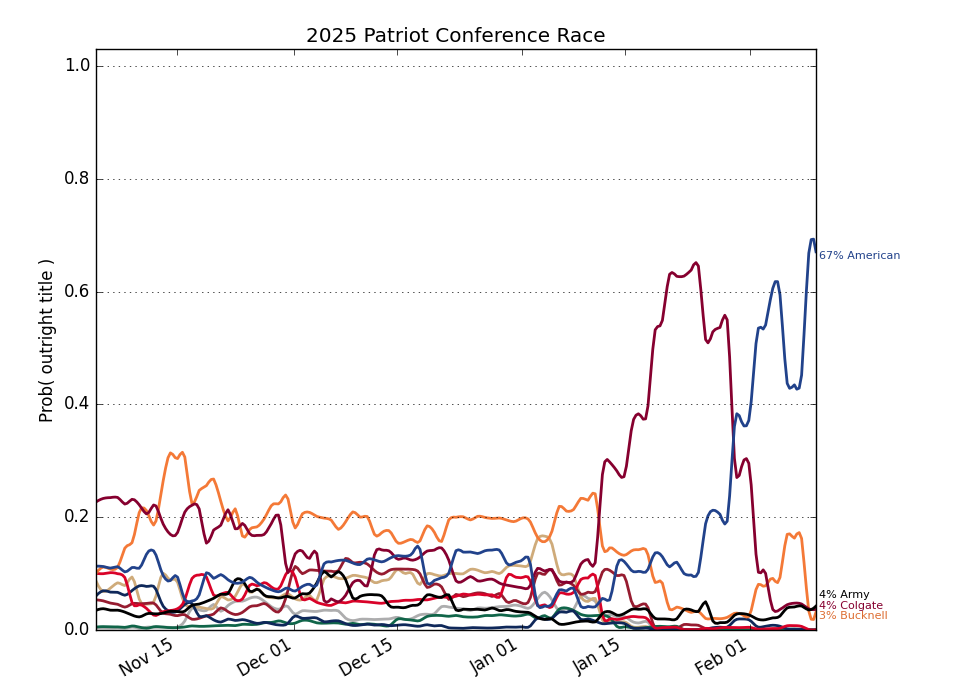 2025 Patriot Conference Race
1.0
0.8
0.6
0.4
0.2
0.0
Prob( outright title )
67% American
4% Army
4% Colgate
3% Bucknell
Nov 15
Dec 01
Dec 15
Jan 01
Jan 15
Feb 01